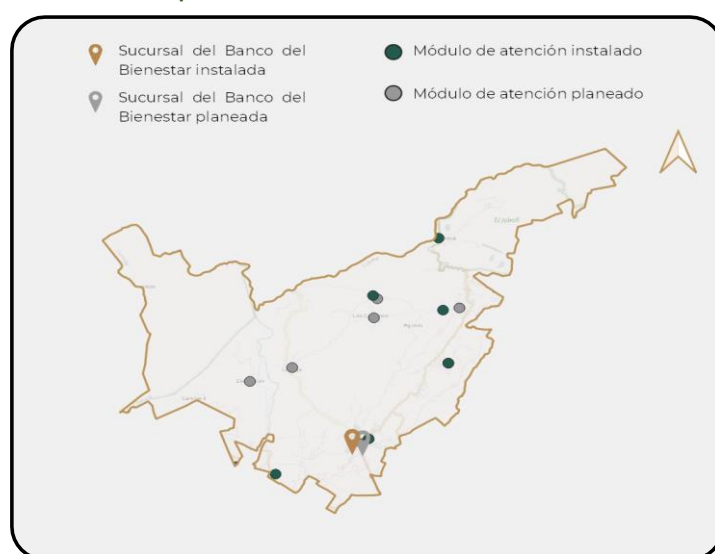 Sucursal del Banco del
Bienestar instalada
Módulo de atención instalado
Sucursal del Banco del
Bienestar planeada
Módulo de atención planeado